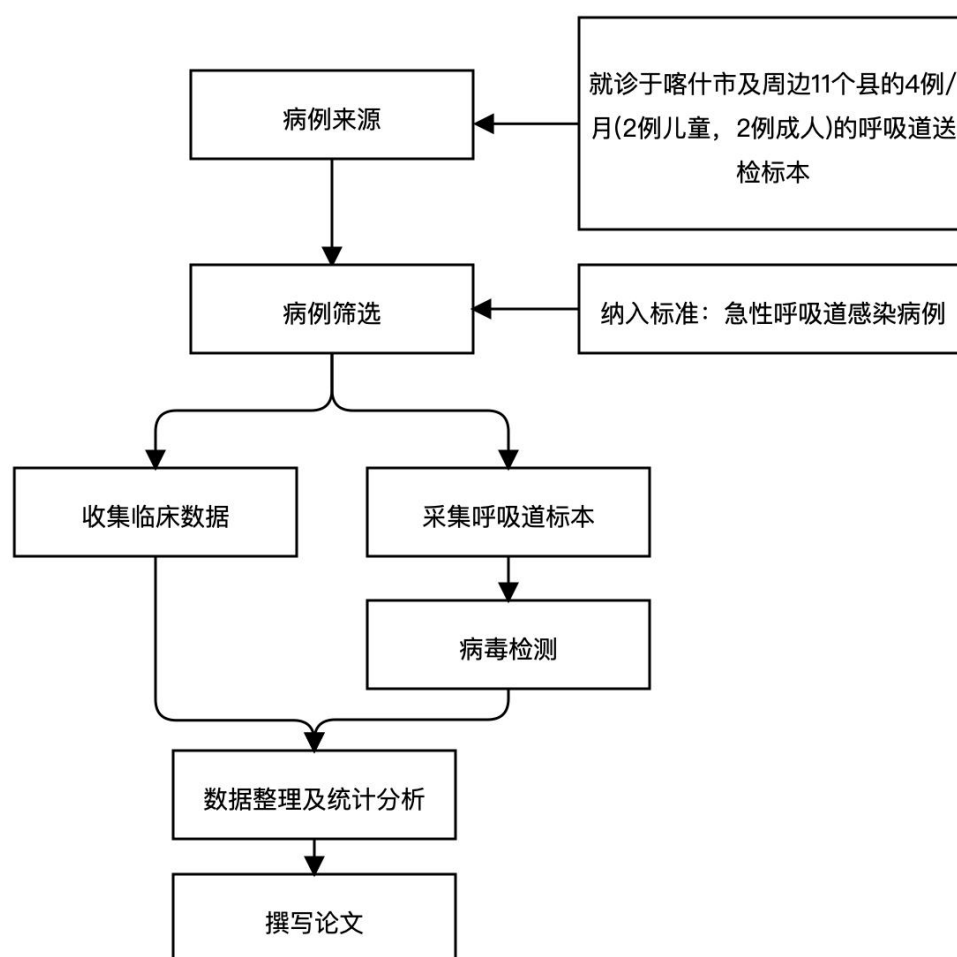 病例来源
就诊于喀什市及周边11个县的4例/
月(2例儿童，2例成人)的呼吸道送
检标本
病例筛选
纳入标准：急性呼吸道感染病例
收集临床数据
采集呼吸道标本
病毒检测
数据整理及统计分析
撰写论文